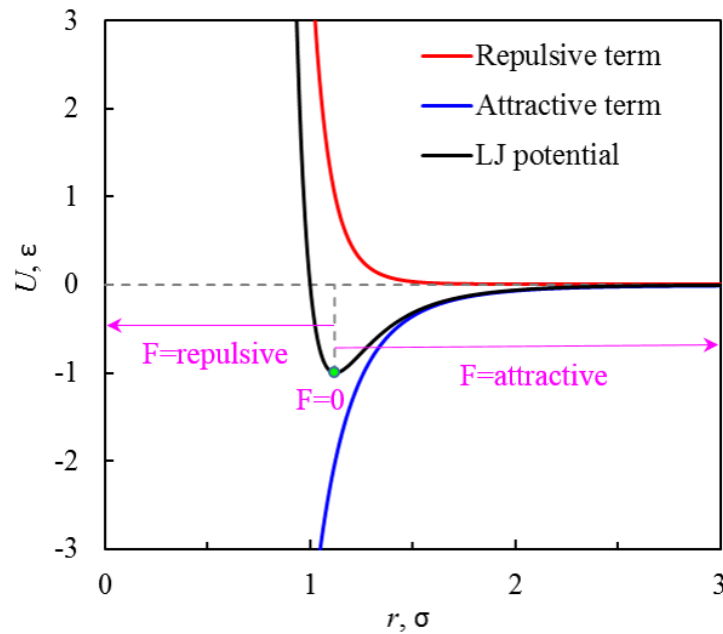 3
Repulsive term
Attractive term
2
LJ potential
1
U, ε
0
F=repulsive
F=attractive
-1
F=0
-2
-3
0
1
2
3
r, σ